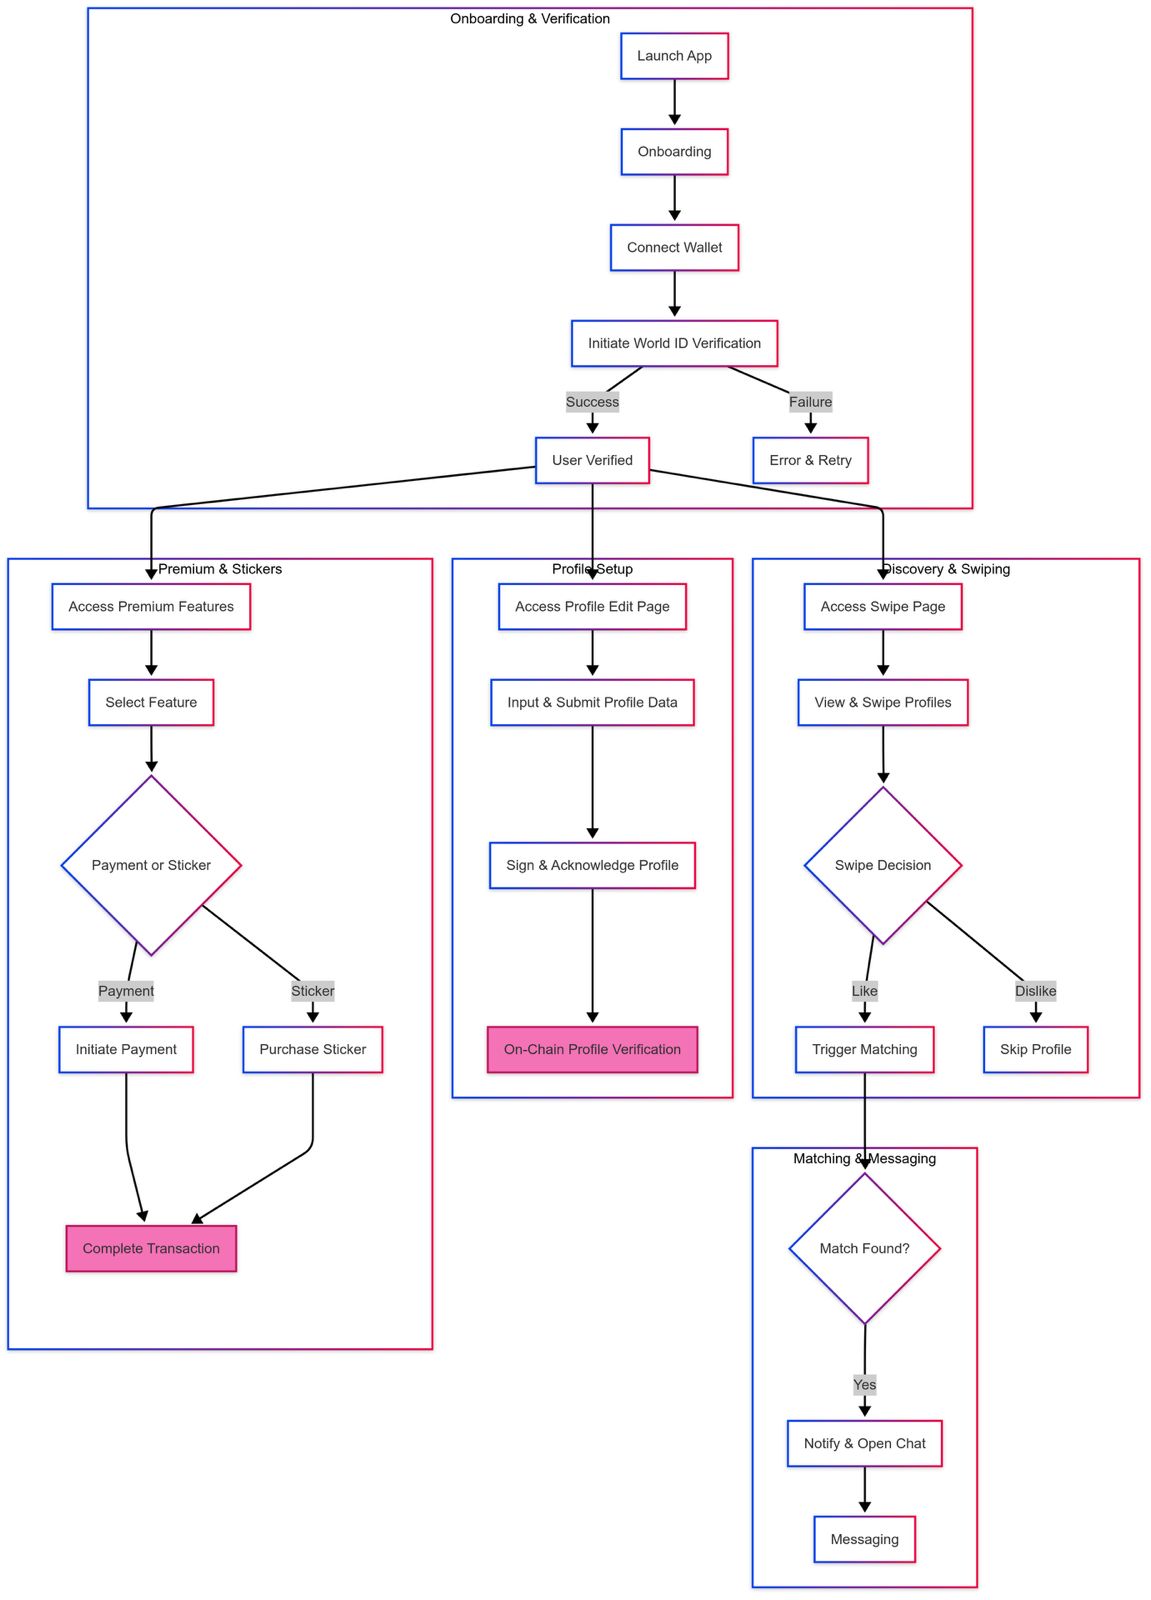 Onboarding & Verification
Launch App
Onboarding
Connect Wallet
Initiate World ID Verification
Success
Failure
User Verified
Error & Retry
Premium & Stickers
Access Premium Features
Select Feature
Payment or Sticker
Payment
Sticker
Initiate Payment
Purchase Sticker
Complete Transaction
Profile Setup
Access Profile Edit Page
Input & Submit Profile Data
Sign & Acknowledge Profile
On-Chain Profile Verification
Discovery & Swiping
Access Swipe Page
View & Swipe Profiles
Swipe Decision
Like
Dislike
Trigger Matching
Skip Profile
Matching & Messaging
Match Found?
Yes
Notify & Open Chat
Messaging